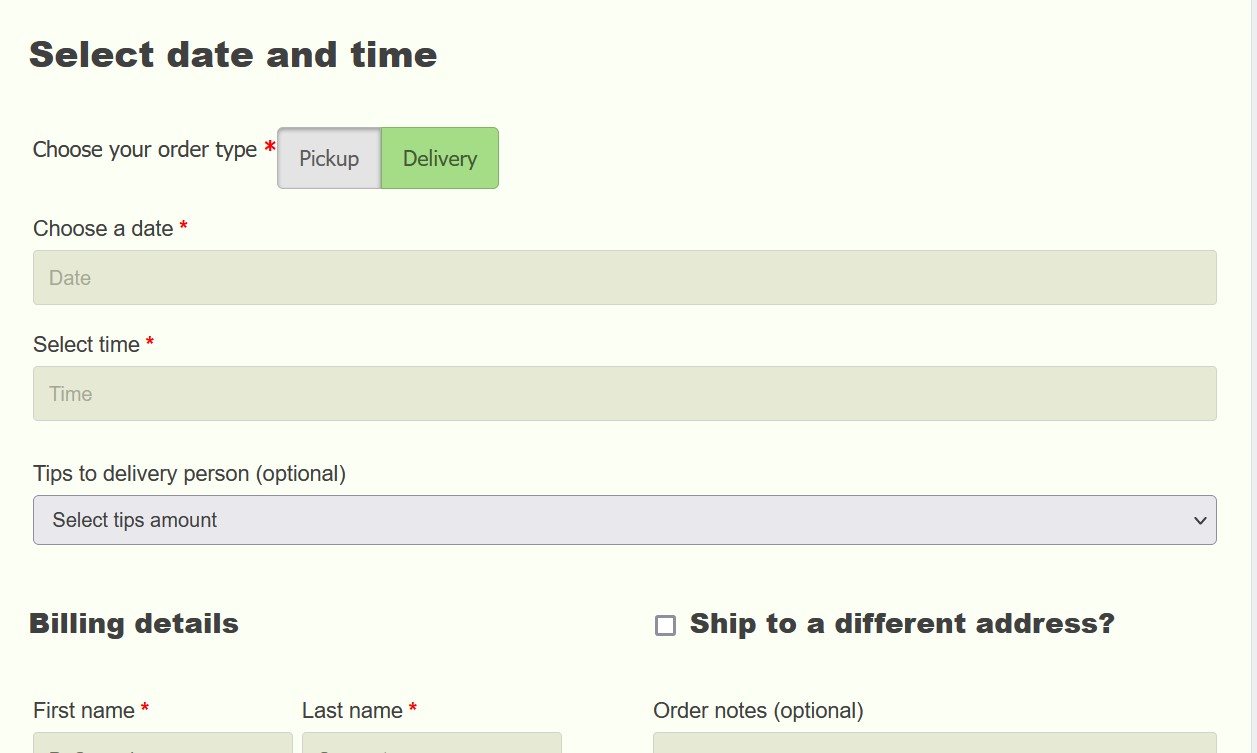 Select date and time
Choose your order type * Pickup Delivery
Choose a date *
Date
Select time *
Time
Tips to delivery person (optional)
Select tips amount
Billing details
Ship to a different address?
First name * Last name *
Order notes (optional)